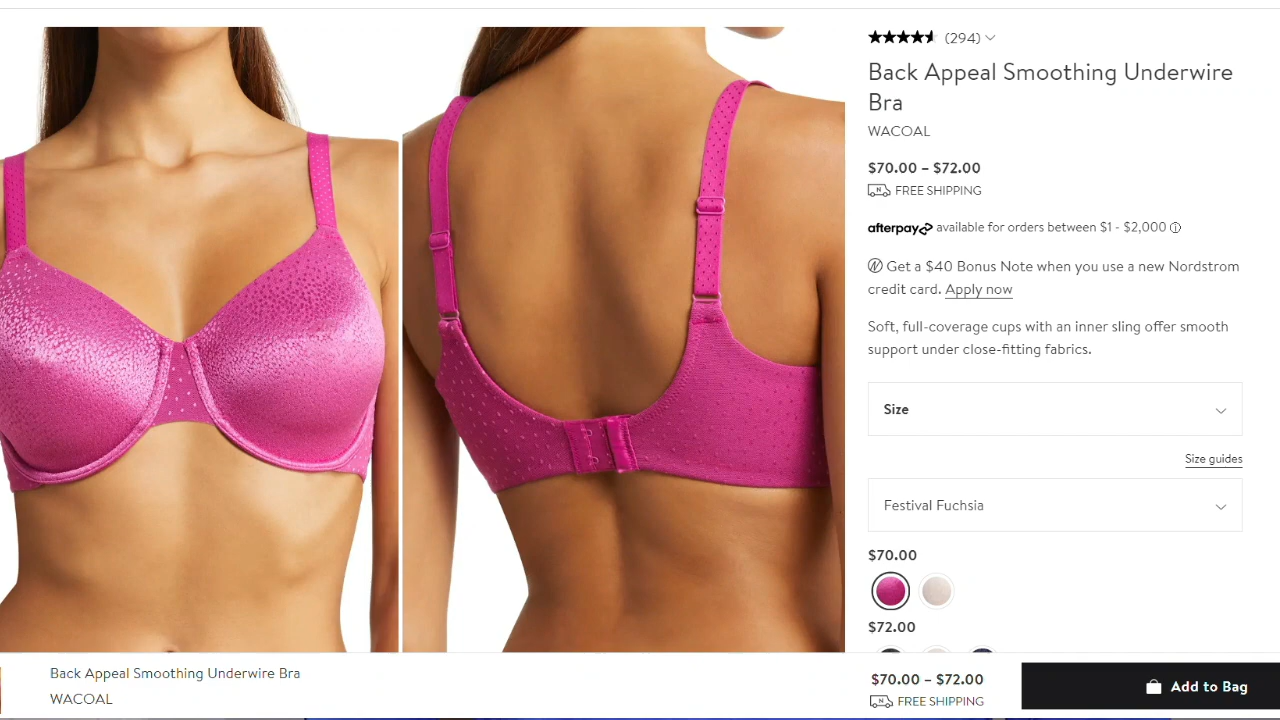 (294)
Back Appeal Smoothing Underwire
Bra
WACOAL
$70.00 – $72.00
FREE SHIPPING
afterpay available for orders between $1 - $2,000
Get a $40 Bonus Note when you use a new Nordstrom
credit card. Apply now
Soft, full-coverage cups with an inner sling offer smooth
support under close-fitting fabrics.
Size
Size guides
Festival Fuchsia
$70.00
$72.00
Back Appeal Smoothing Underwire Bra
WACOAL
$70.00 – $72.00
FREE SHIPPING
Add to Bag